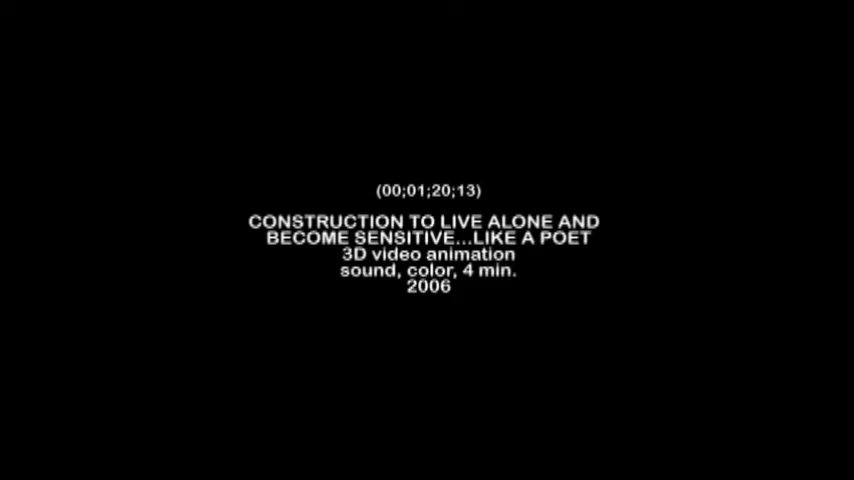 (00;01;20;13)
CONSTRUCTION TO LIVE ALONE AND
BECOME SENSITIVE...LIKE A POET
3D video animation
sound, color, 4 min.
2006